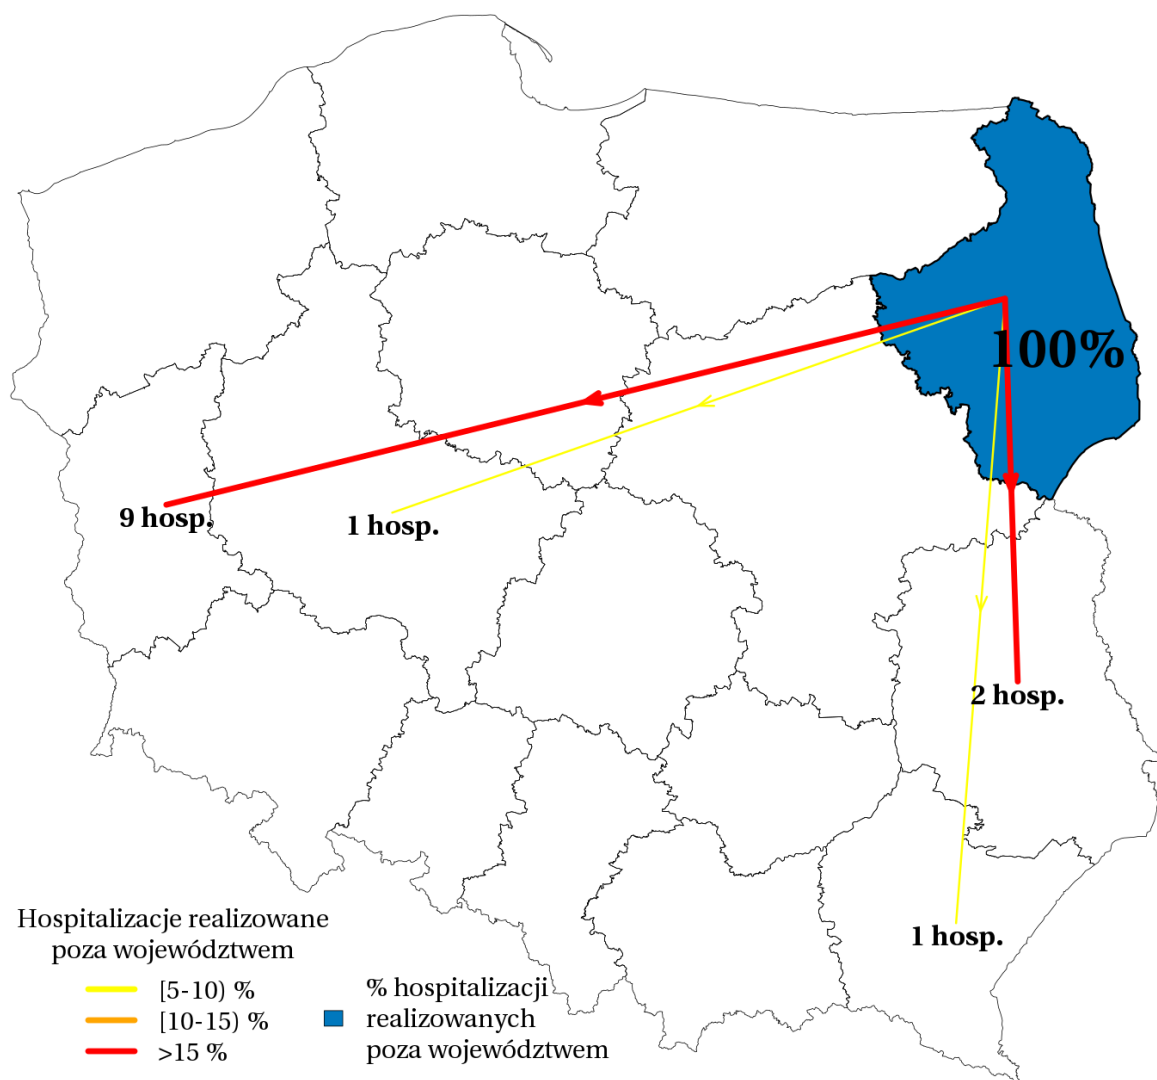 100%
9 hosp.
1 hosp.
2 hosp.
1 hosp.
Hospitalizacje realizowane
poza województwem
[5-10) %
[10-15) %
>15 %
% hospitalizacji
realizowanych
poza województwem